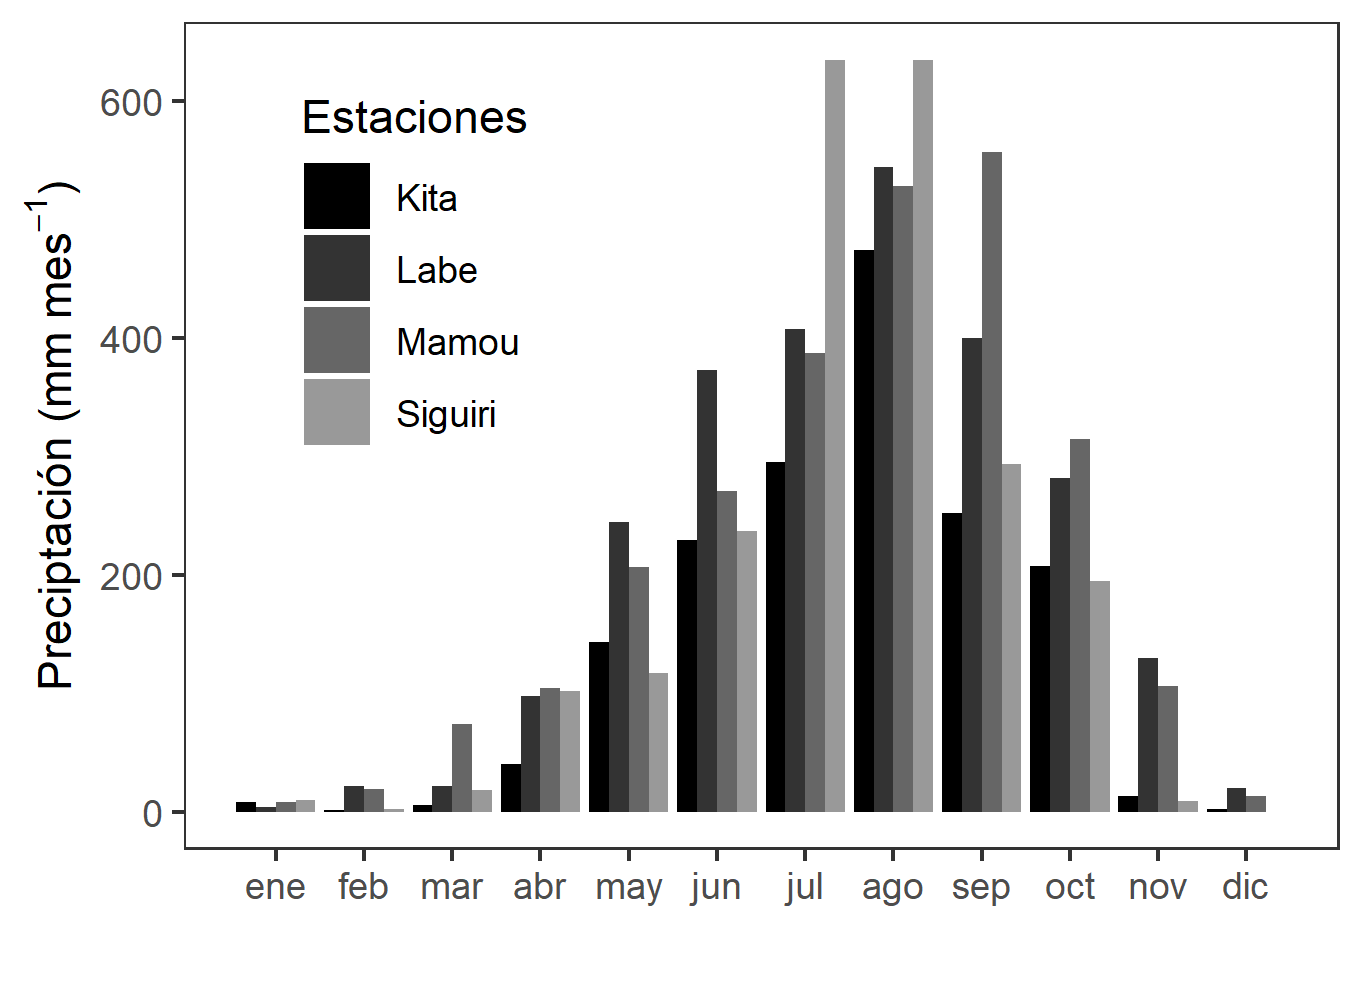 Preciptación (mm mes⁻¹)
600
400
200
0
Estaciones
Kita
Labe
Mamou
Siguiri
ene feb mar abr may jun jul ago sep oct nov dic